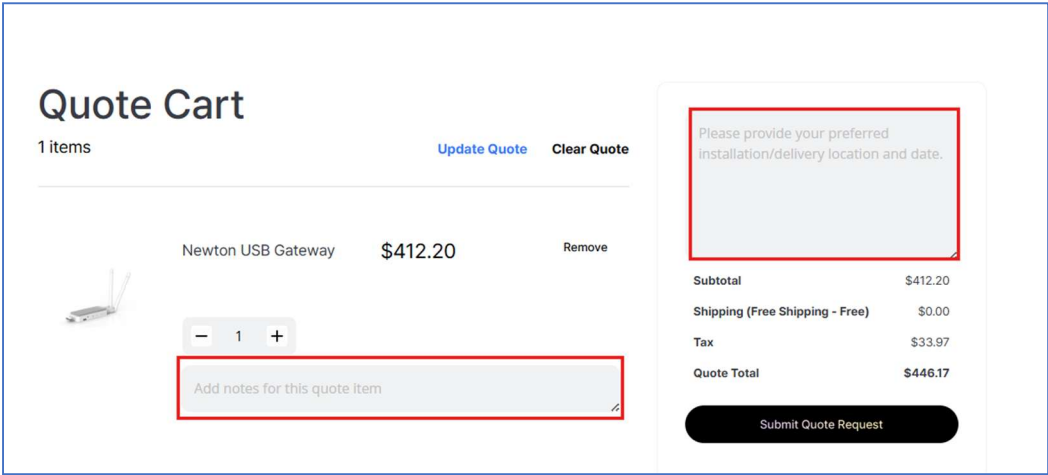 Quote Cart
1 items
Update Quote
Clear Quote
Newton USB Gateway
$412.20
Remove
− 1 +
Add notes for this quote item
Please provide your preferred
installation/delivery location and date.
Subtotal $412.20
Shipping (Free Shipping - Free) $0.00
Tax $33.97
Quote Total $446.17
Submit Quote Request